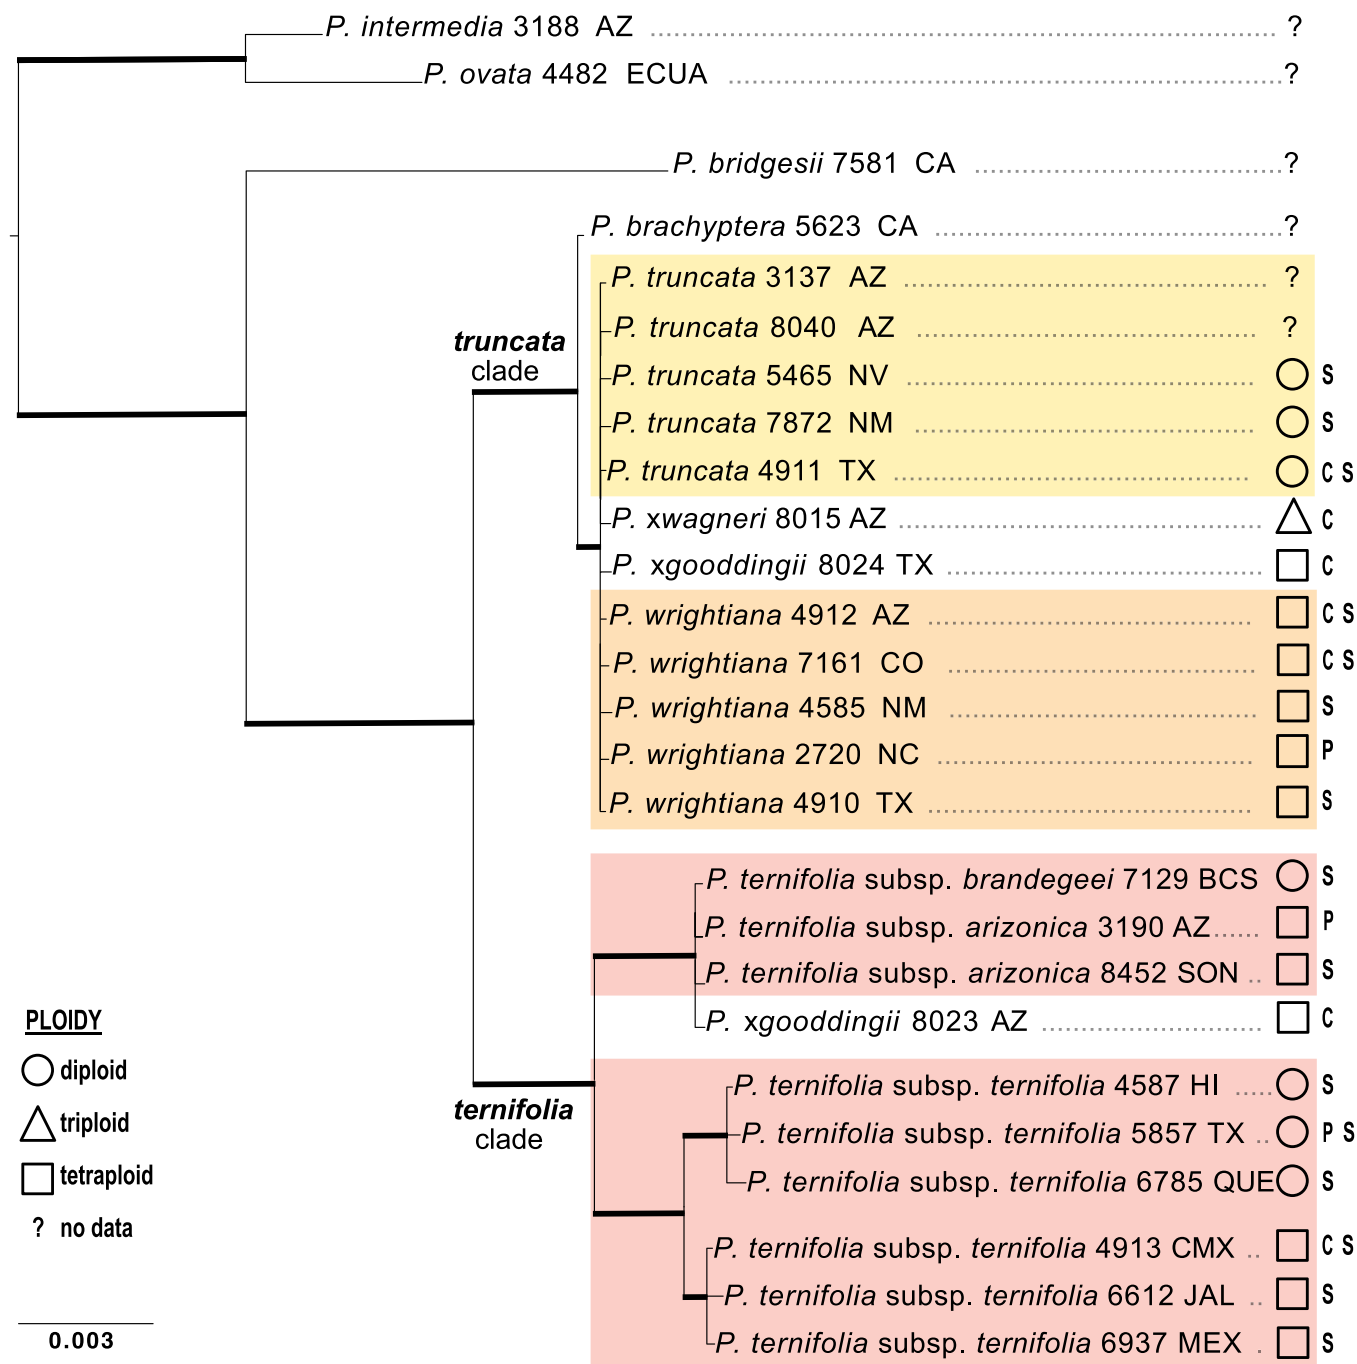 P. intermedia 3188 AZ ?
P. ovata 4482 ECUA ?
P. bridgesii 7581 CA ?
P. brachyptera 5623 CA ?
P. truncata 3137 AZ ?
P. truncata 8040 AZ ?
truncata
clade
P. truncata 5465 NV S
P. truncata 7872 NM S
P. truncata 4911 TX C S
P. xwagneri 8015 AZ C
P. xgooddingii 8024 TX C
P. wrightiana 4912 AZ C S
P. wrightiana 7161 CO C S
P. wrightiana 4585 NM S
P. wrightiana 2720 NC P
P. wrightiana 4910 TX S
P. ternifolia subsp. brandegeei 7129 BCS S
P. ternifolia subsp. arizonica 3190 AZ P
P. ternifolia subsp. arizonica 8452 SON S
P. xgooddingii 8023 AZ C
ternifolia
clade
P. ternifolia subsp. ternifolia 4587 HI S
P. ternifolia subsp. ternifolia 5857 TX P S
P. ternifolia subsp. ternifolia 6785 QUE S
P. ternifolia subsp. ternifolia 4913 CMX C S
P. ternifolia subsp. ternifolia 6612 JAL S
P. ternifolia subsp. ternifolia 6937 MEX S
PLOIDY
diploid
triploid
tetraploid
? no data
0.003